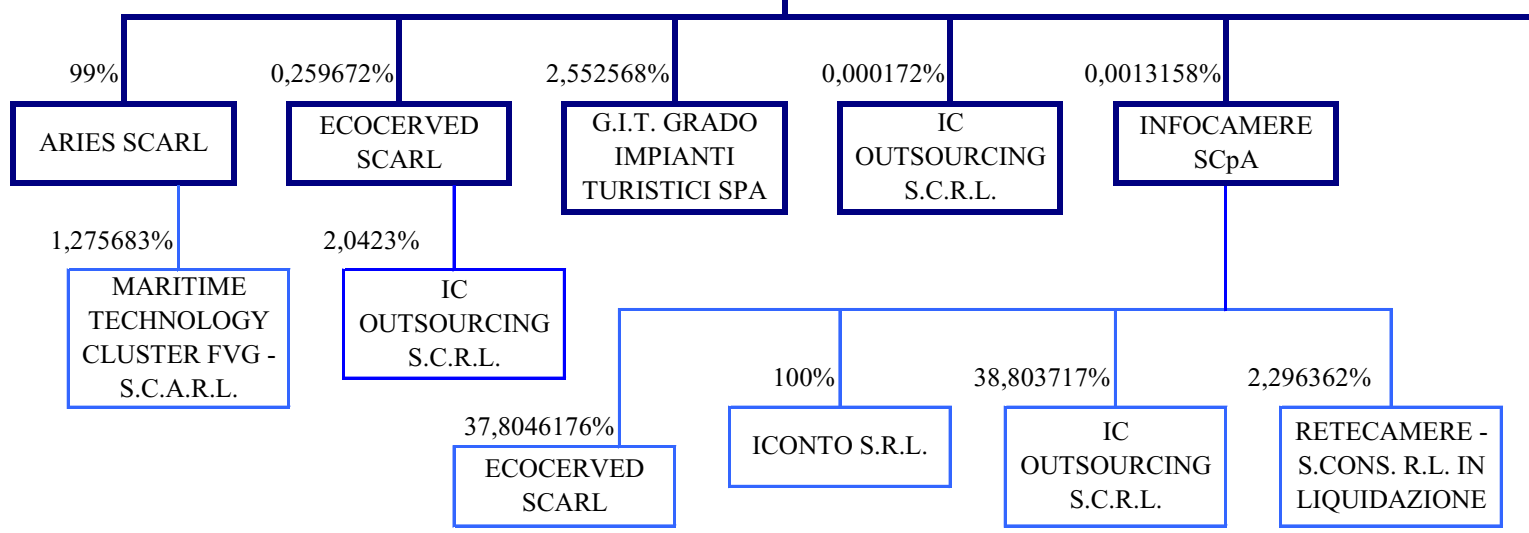 99%
0,259672%
2,552568%
0,000172%
0,0013158%
ARIES SCARL
ECOCERVED
SCARL
G.I.T. GRADO
IMPIANTI
TURISTICI SPA
IC
OUTSOURCING
S.C.R.L.
INFOCAMERE
SCpA
1,275683%
2,0423%
MARITIME
TECHNOLOGY
CLUSTER FVG -
S.C.A.R.L.
IC
OUTSOURCING
S.C.R.L.
37,8046176%
100%
38,803717%
2,296362%
ECOCERVED
SCARL
ICONTO S.R.L.
IC
OUTSOURCING
S.C.R.L.
RETECAMERE -
S.CONS. R.L. IN
LIQUIDAZIONE